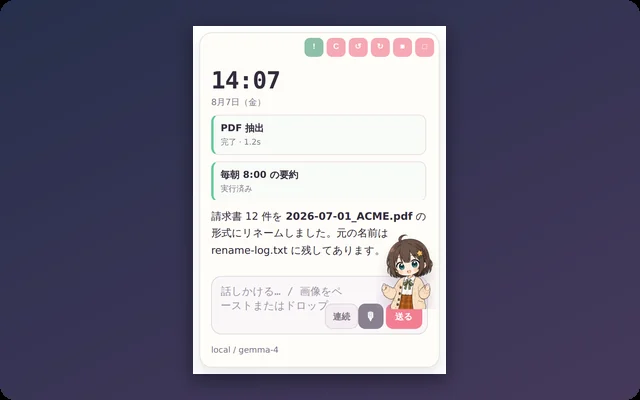 ! C ↺ ↻ ■ □
14:07
8月7日（金）
PDF 抽出
完了 · 1.2s
毎朝 8:00 の要約
実行済み
請求書 12 件を 2026-07-01_ACME.pdf の
形式にリネームしました。元の名前は
rename-log.txt に残してあります。
話しかける… / 画像をペ
ーストまたはドロップ
連続 送る
local / gemma-4